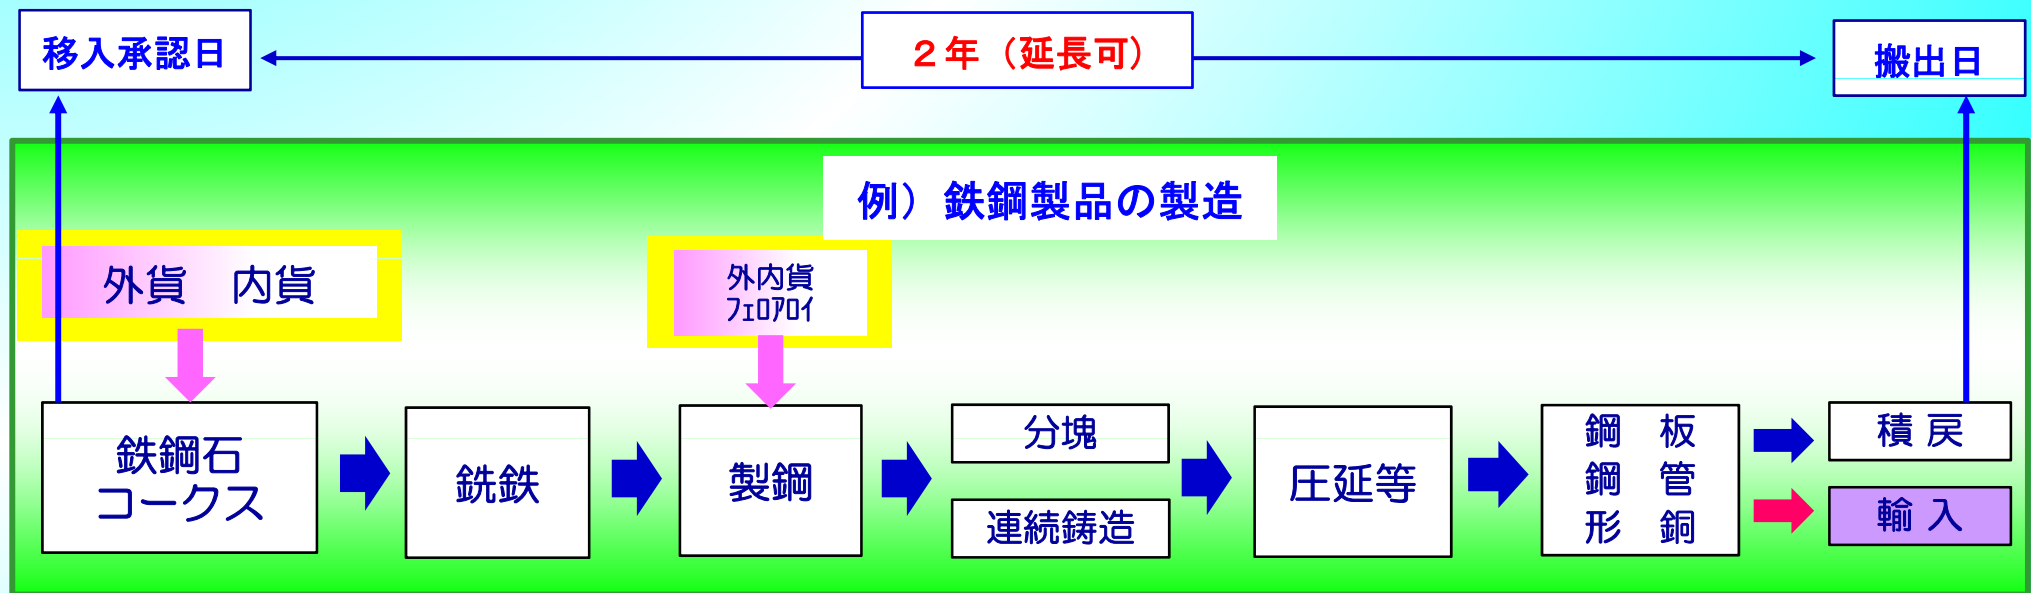 移入承認日
２年（延長可）
搬出日
例）鉄鋼製品の製造
外貨　内貨
外内貨
ﾌｪﾛｱﾛｲ
鉄鋼石
コークス
銑鉄
製鋼
分塊
連続鋳造
圧延等
鋼　板
鋼　管
形　銅
積 戻
輸 入